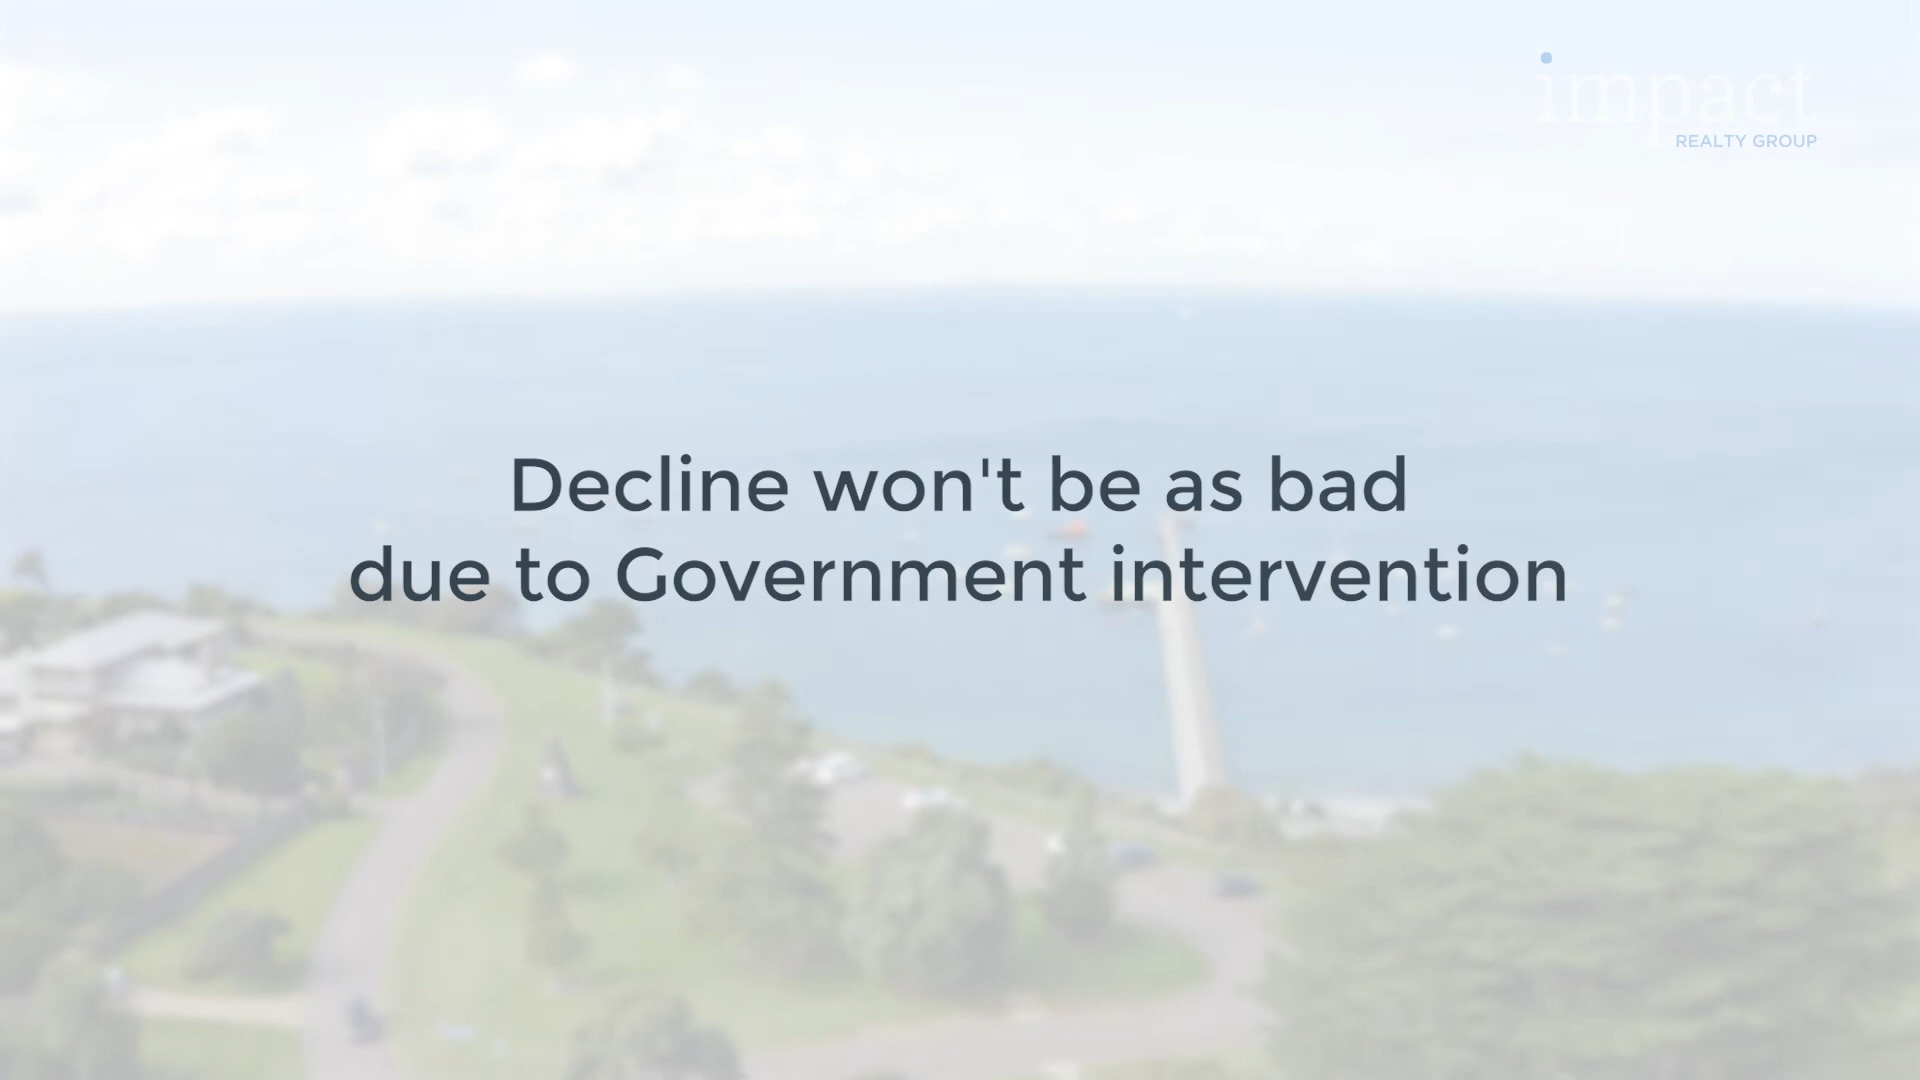 impact
REALTY GROUP
Decline won't be as bad
due to Government intervention